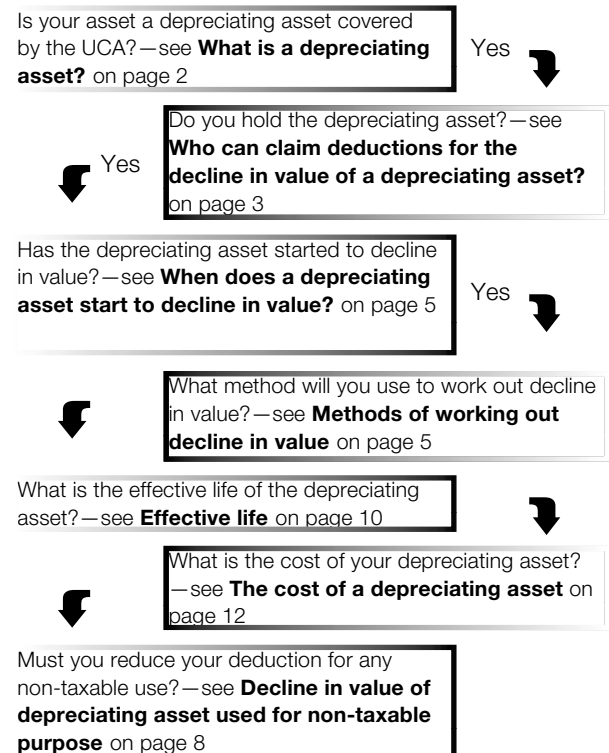 Is your asset a depreciating asset covered
by the UCA?—see What is a depreciating
asset? on page 2
Yes
Do you hold the depreciating asset?—see
Who can claim deductions for the
decline in value of a depreciating asset?
on page 3
Yes
Has the depreciating asset started to decline
in value?—see When does a depreciating
asset start to decline in value? on page 5
Yes
What method will you use to work out decline
in value?—see Methods of working out
decline in value on page 5
What is the effective life of the depreciating
asset?—see Effective life on page 10
What is the cost of your depreciating asset?
—see The cost of a depreciating asset on
page 12
Must you reduce your deduction for any
non-taxable use?—see Decline in value of
depreciating asset used for non-taxable
purpose on page 8